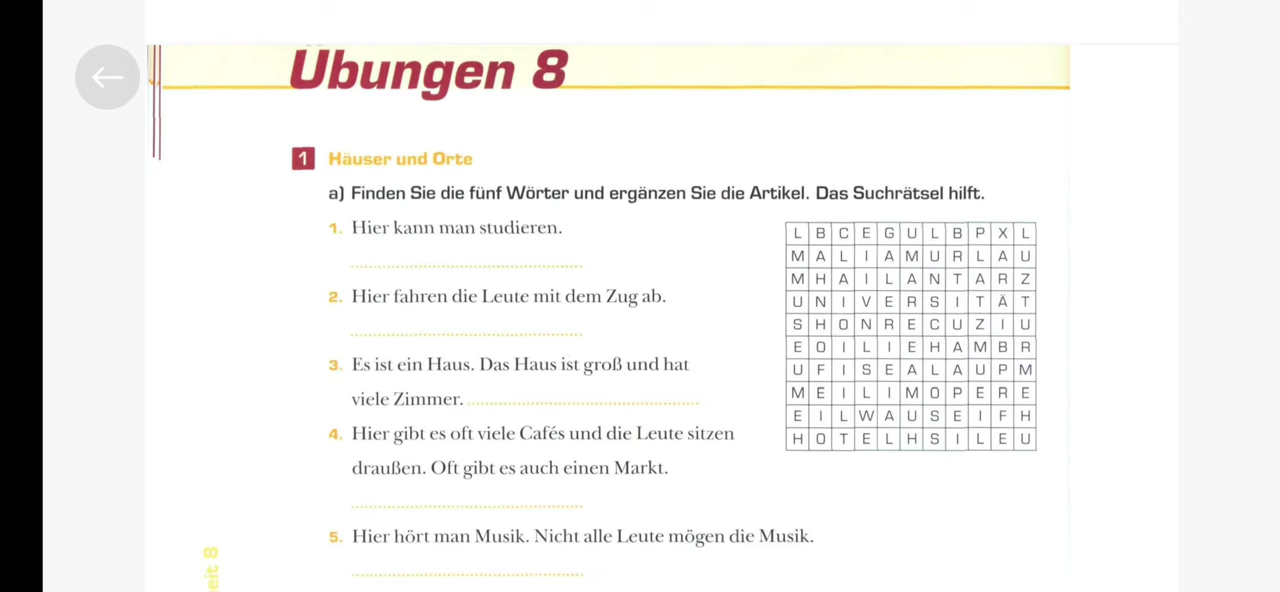 Übungen 8
1 Häuser und Orte
a) Finden Sie die fünf Wörter und ergänzen Sie die Artikel. Das Suchrätsel hilft.
1. Hier kann man studieren.
2. Hier fahren die Leute mit dem Zug ab.
3. Es ist ein Haus. Das Haus ist groß und hat
viele Zimmer.
4. Hier gibt es oft viele Cafés und die Leute sitzen
draußen. Oft gibt es auch einen Markt.
5. Hier hört man Musik. Nicht alle Leute mögen die Musik.
L B C E G U L B P X L
M A L I A M U R L A U
M H A I L A N T A R Z
U N I V E R S I T Ä T
S H O N R E C U Z I U
E O I L I E H A M B R
U F I S E A L A U P M
M E I L I M O P E R E
E I L W A U S E I F H
H O T E L H S I L E U
eit 8